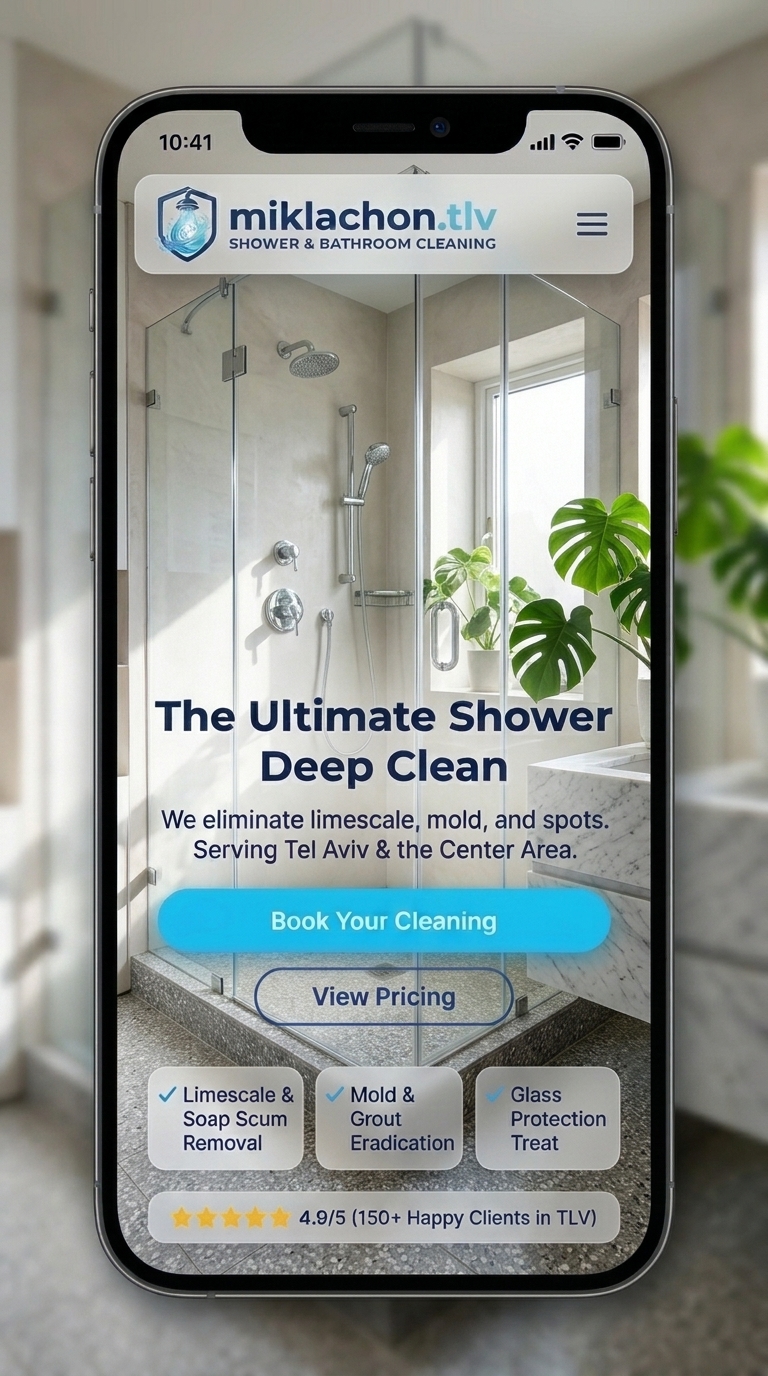 10:41
miklachon.tlv
SHOWER & BATHROOM CLEANING
The Ultimate Shower
Deep Clean
We eliminate limescale, mold, and spots.
Serving Tel Aviv & the Center Area.
Book Your Cleaning
View Pricing
Limescale &
Soap Scum
Removal
Mold &
Grout
Eradication
Glass
Protection
Treat
4.9/5 (150+ Happy Clients in TLV)